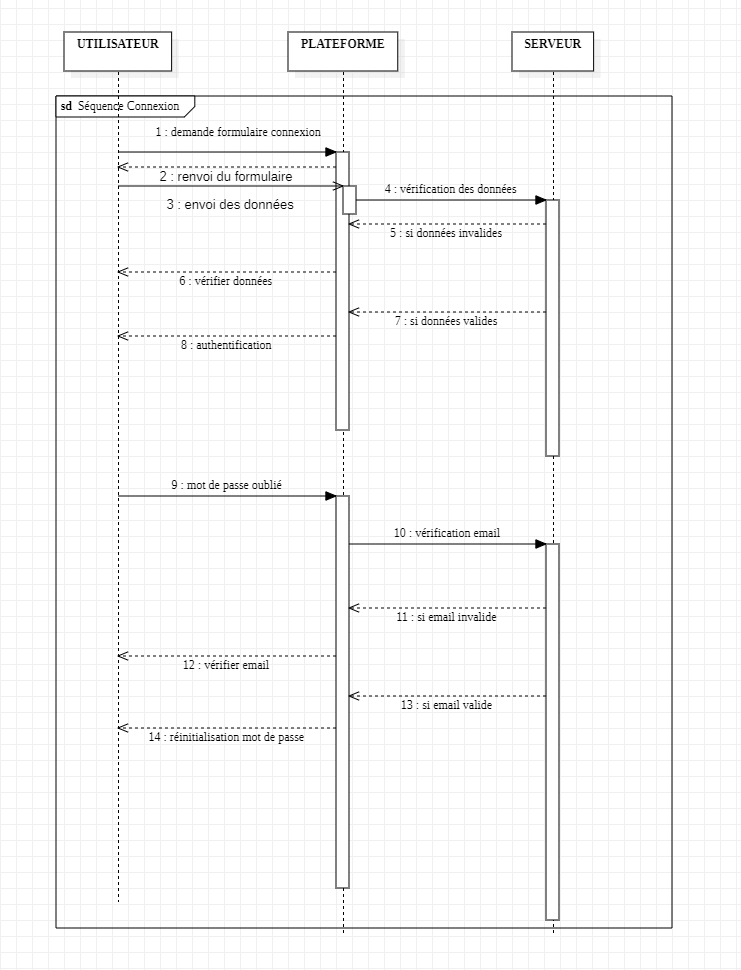 UTILISATEUR
PLATEFORME
SERVEUR
sd Séquence Connexion
1 : demande formulaire connexion
2 : renvoi du formulaire
3 : envoi des données
4 : vérification des données
5 : si données invalides
6 : vérifier données
7 : si données valides
8 : authentification
9 : mot de passe oublié
10 : vérification email
11 : si email invalide
12 : vérifier email
13 : si email valide
14 : réinitialisation mot de passe